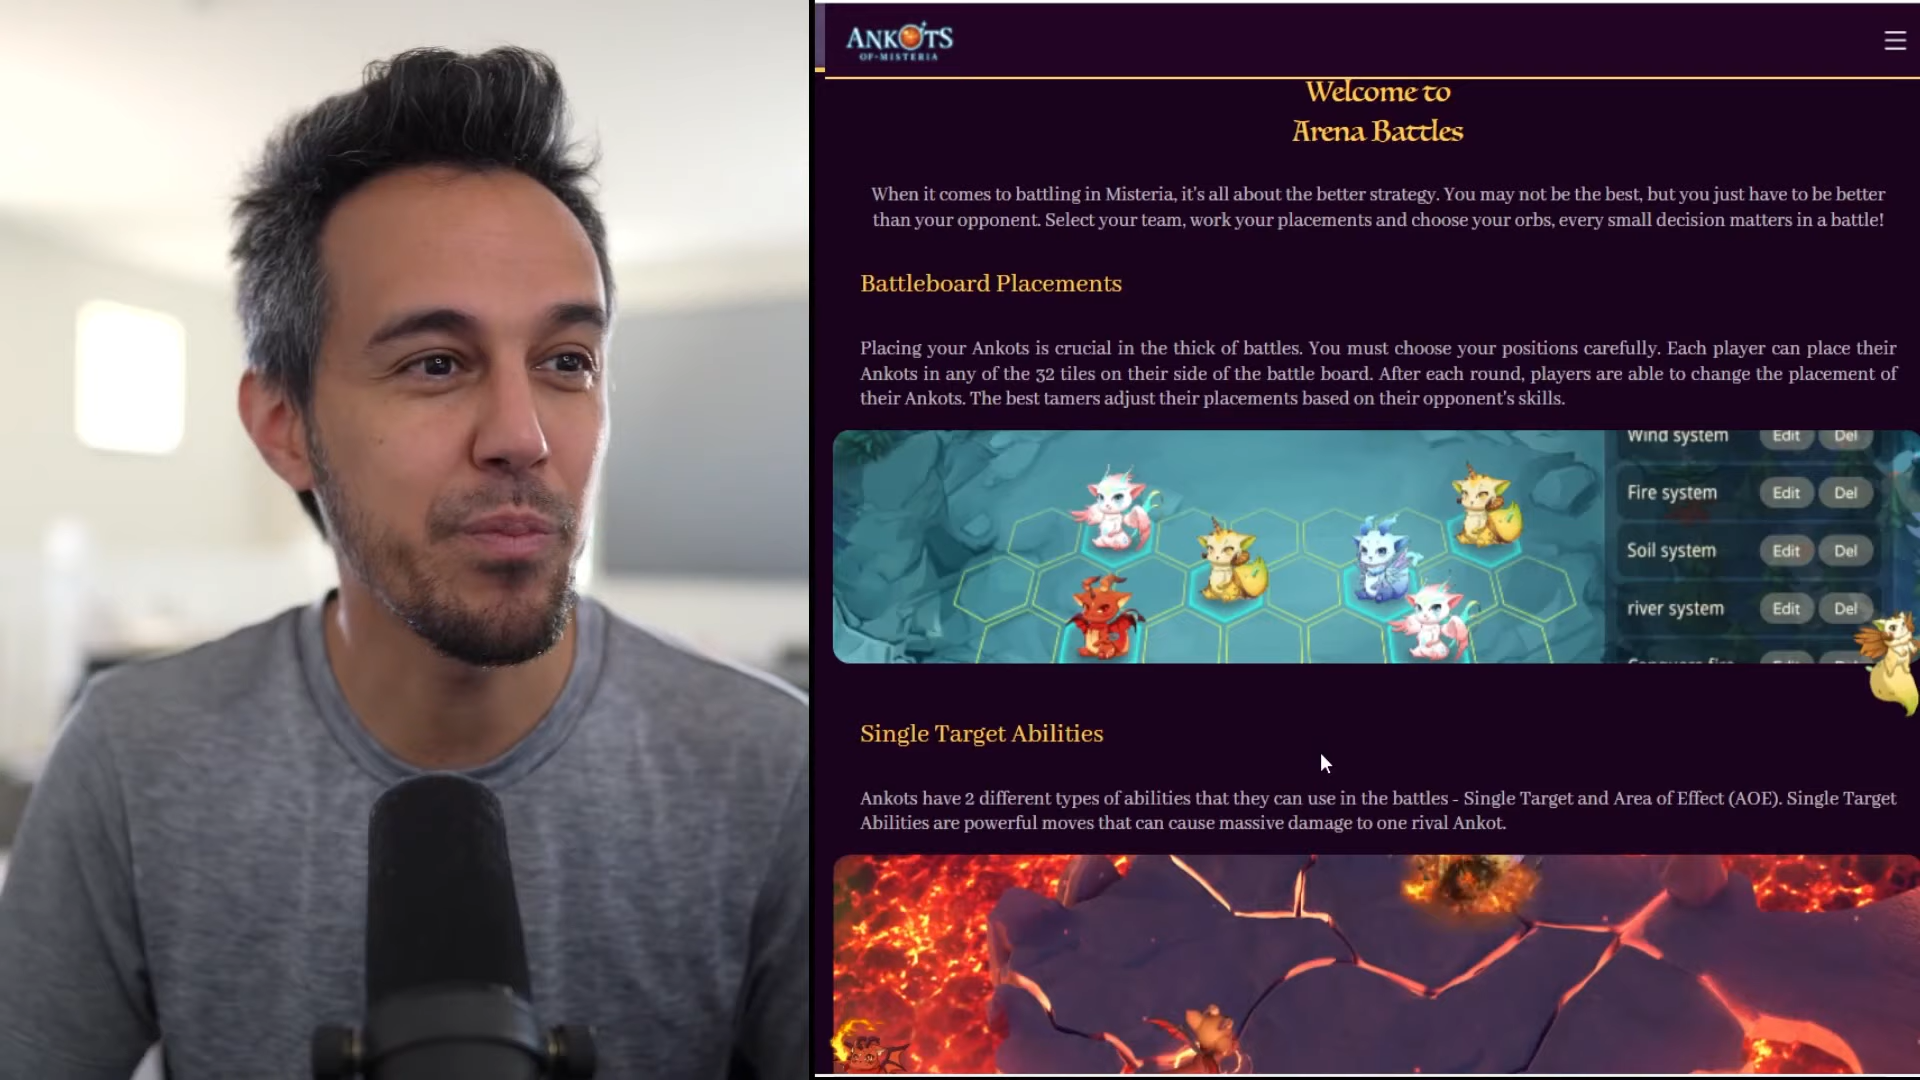 ANKOTS
OF-MISTERIA
Welcome to
Arena Battles
When it comes to battling in Misteria, it's all about the better strategy. You may not be the best, but you just have to be better
than your opponent. Select your team, work your placements and choose your orbs, every small decision matters in a battle!
Battleboard Placements
Placing your Ankots is crucial in the thick of battles. You must choose your positions carefully. Each player can place their
Ankots in any of the 32 tiles on their side of the battle board. After each round, players are able to change the placement of
their Ankots. The best tamers adjust their placements based on their opponent's skills.
Wind system Edit Del
Fire system Edit Del
Soil system Edit Del
river system Edit Del
Single Target Abilities
Ankots have 2 different types of abilities that they can use in the battles - Single Target and Area of Effect (AOE). Single Target
Abilities are powerful moves that can cause massive damage to one rival Ankot.